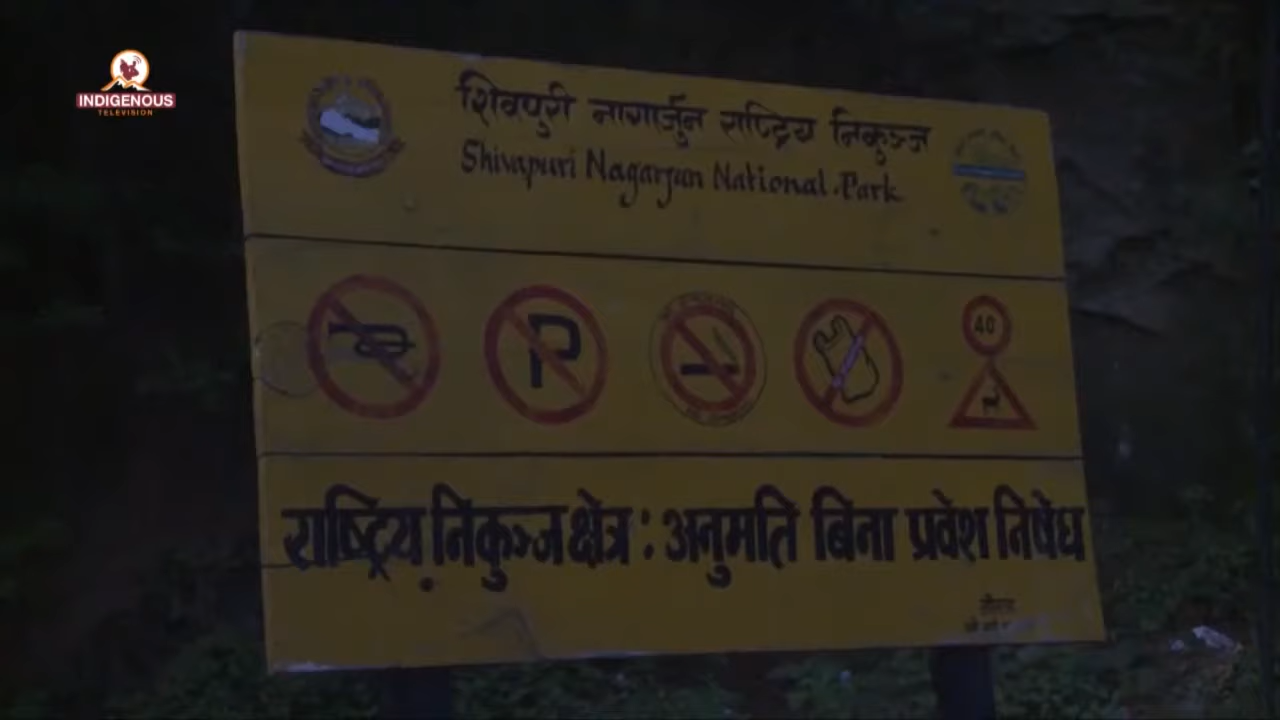 INDIGENOUS
TELEVISION
शिवपुरी नागार्जुन राष्ट्रिय निकुञ्ज
Shivapuri Nagarjun National Park
P
40
राष्ट्रिय निकुञ्ज क्षेत्र : अनुमति बिना प्रवेश निषेध